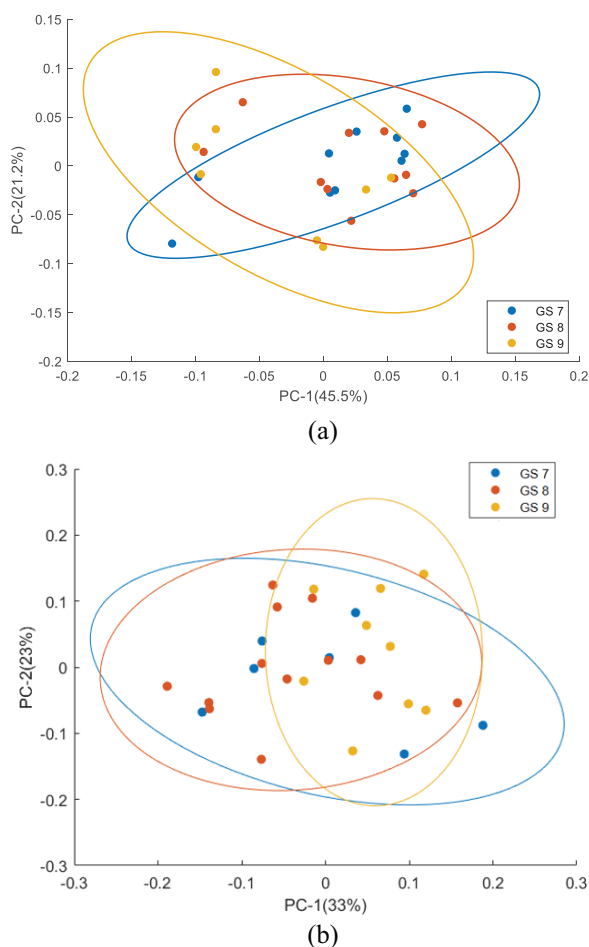 0.15
0.1
0.05
0
-0.05
-0.1
-0.15
-0.2
PC-2(21.2%)
GS 7
GS 8
GS 9
-0.2 -0.15 -0.1 -0.05 0 0.05 0.1 0.15 0.2
PC-1(45.5%)
(a)
0.3
0.2
0.1
0
-0.1
-0.2
-0.3
PC-2(23%)
GS 7
GS 8
GS 9
-0.3 -0.2 -0.1 0 0.1 0.2 0.3
PC-1(33%)
(b)